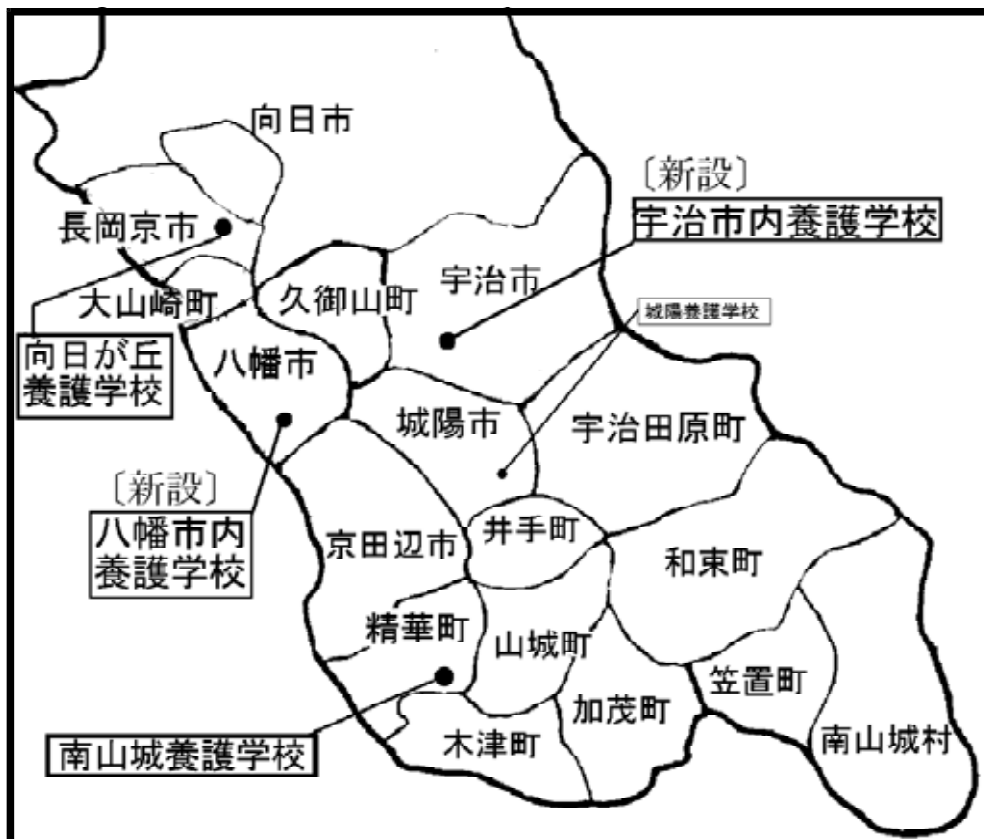 向日市
〔新設〕
宇治市内養護学校
長岡京市
宇治市
大山崎町
久御山町
城陽養護学校
向日が丘
養護学校
八幡市
城陽市
宇治田原町
〔新設〕
八幡市内
養護学校
京田辺市
井手町
和束町
精華町
山城町
笠置町
加茂町
南山城養護学校
木津町
南山城村